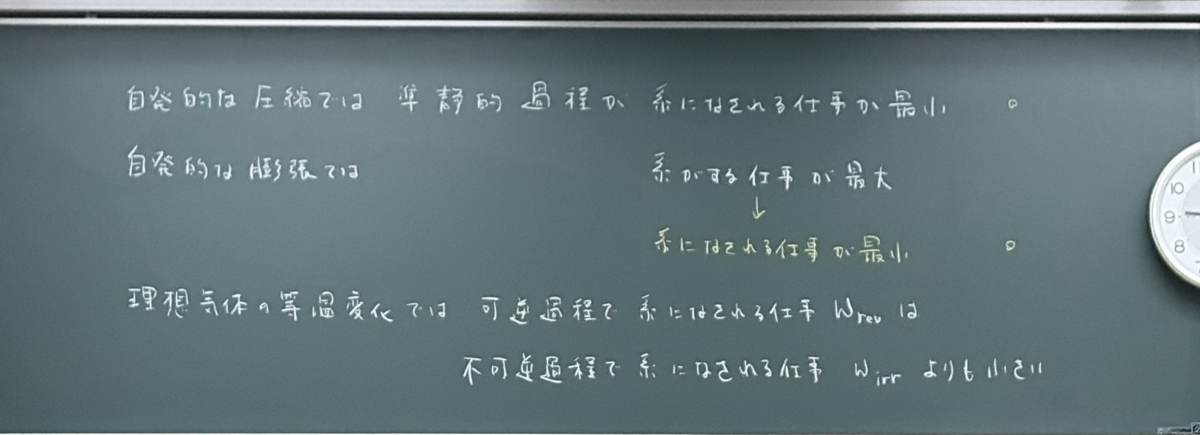 自発的な圧縮では 準静的過程が 系になされる仕事が最小 。
自発的な膨張では 系がする仕事が最大
↓
系になされる仕事が最小 。
理想気体の等温変化では 可逆過程で系になされる仕事 Wrev は
不可逆過程で系になされる仕事 Wirr よりも小さい
11
10
9
8